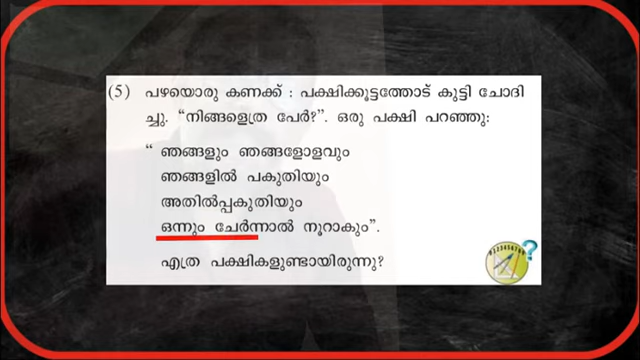 (5) പഴയൊരു കണക്ക് : പക്ഷിക്കൂട്ടത്തോട് കുട്ടി ചോദി
ച്ചു. “നിങ്ങളെത്ര പേർ?”. ഒരു പക്ഷി പറഞ്ഞു:
“ ഞങ്ങളും ഞങ്ങളോളവും
ഞങ്ങളിൽ പകുതിയും
അതിൽപ്പകുതിയും
ഒന്നും ചേർന്നാൽ നൂറാകും”.
എത്ര പക്ഷികളുണ്ടായിരുന്നു?